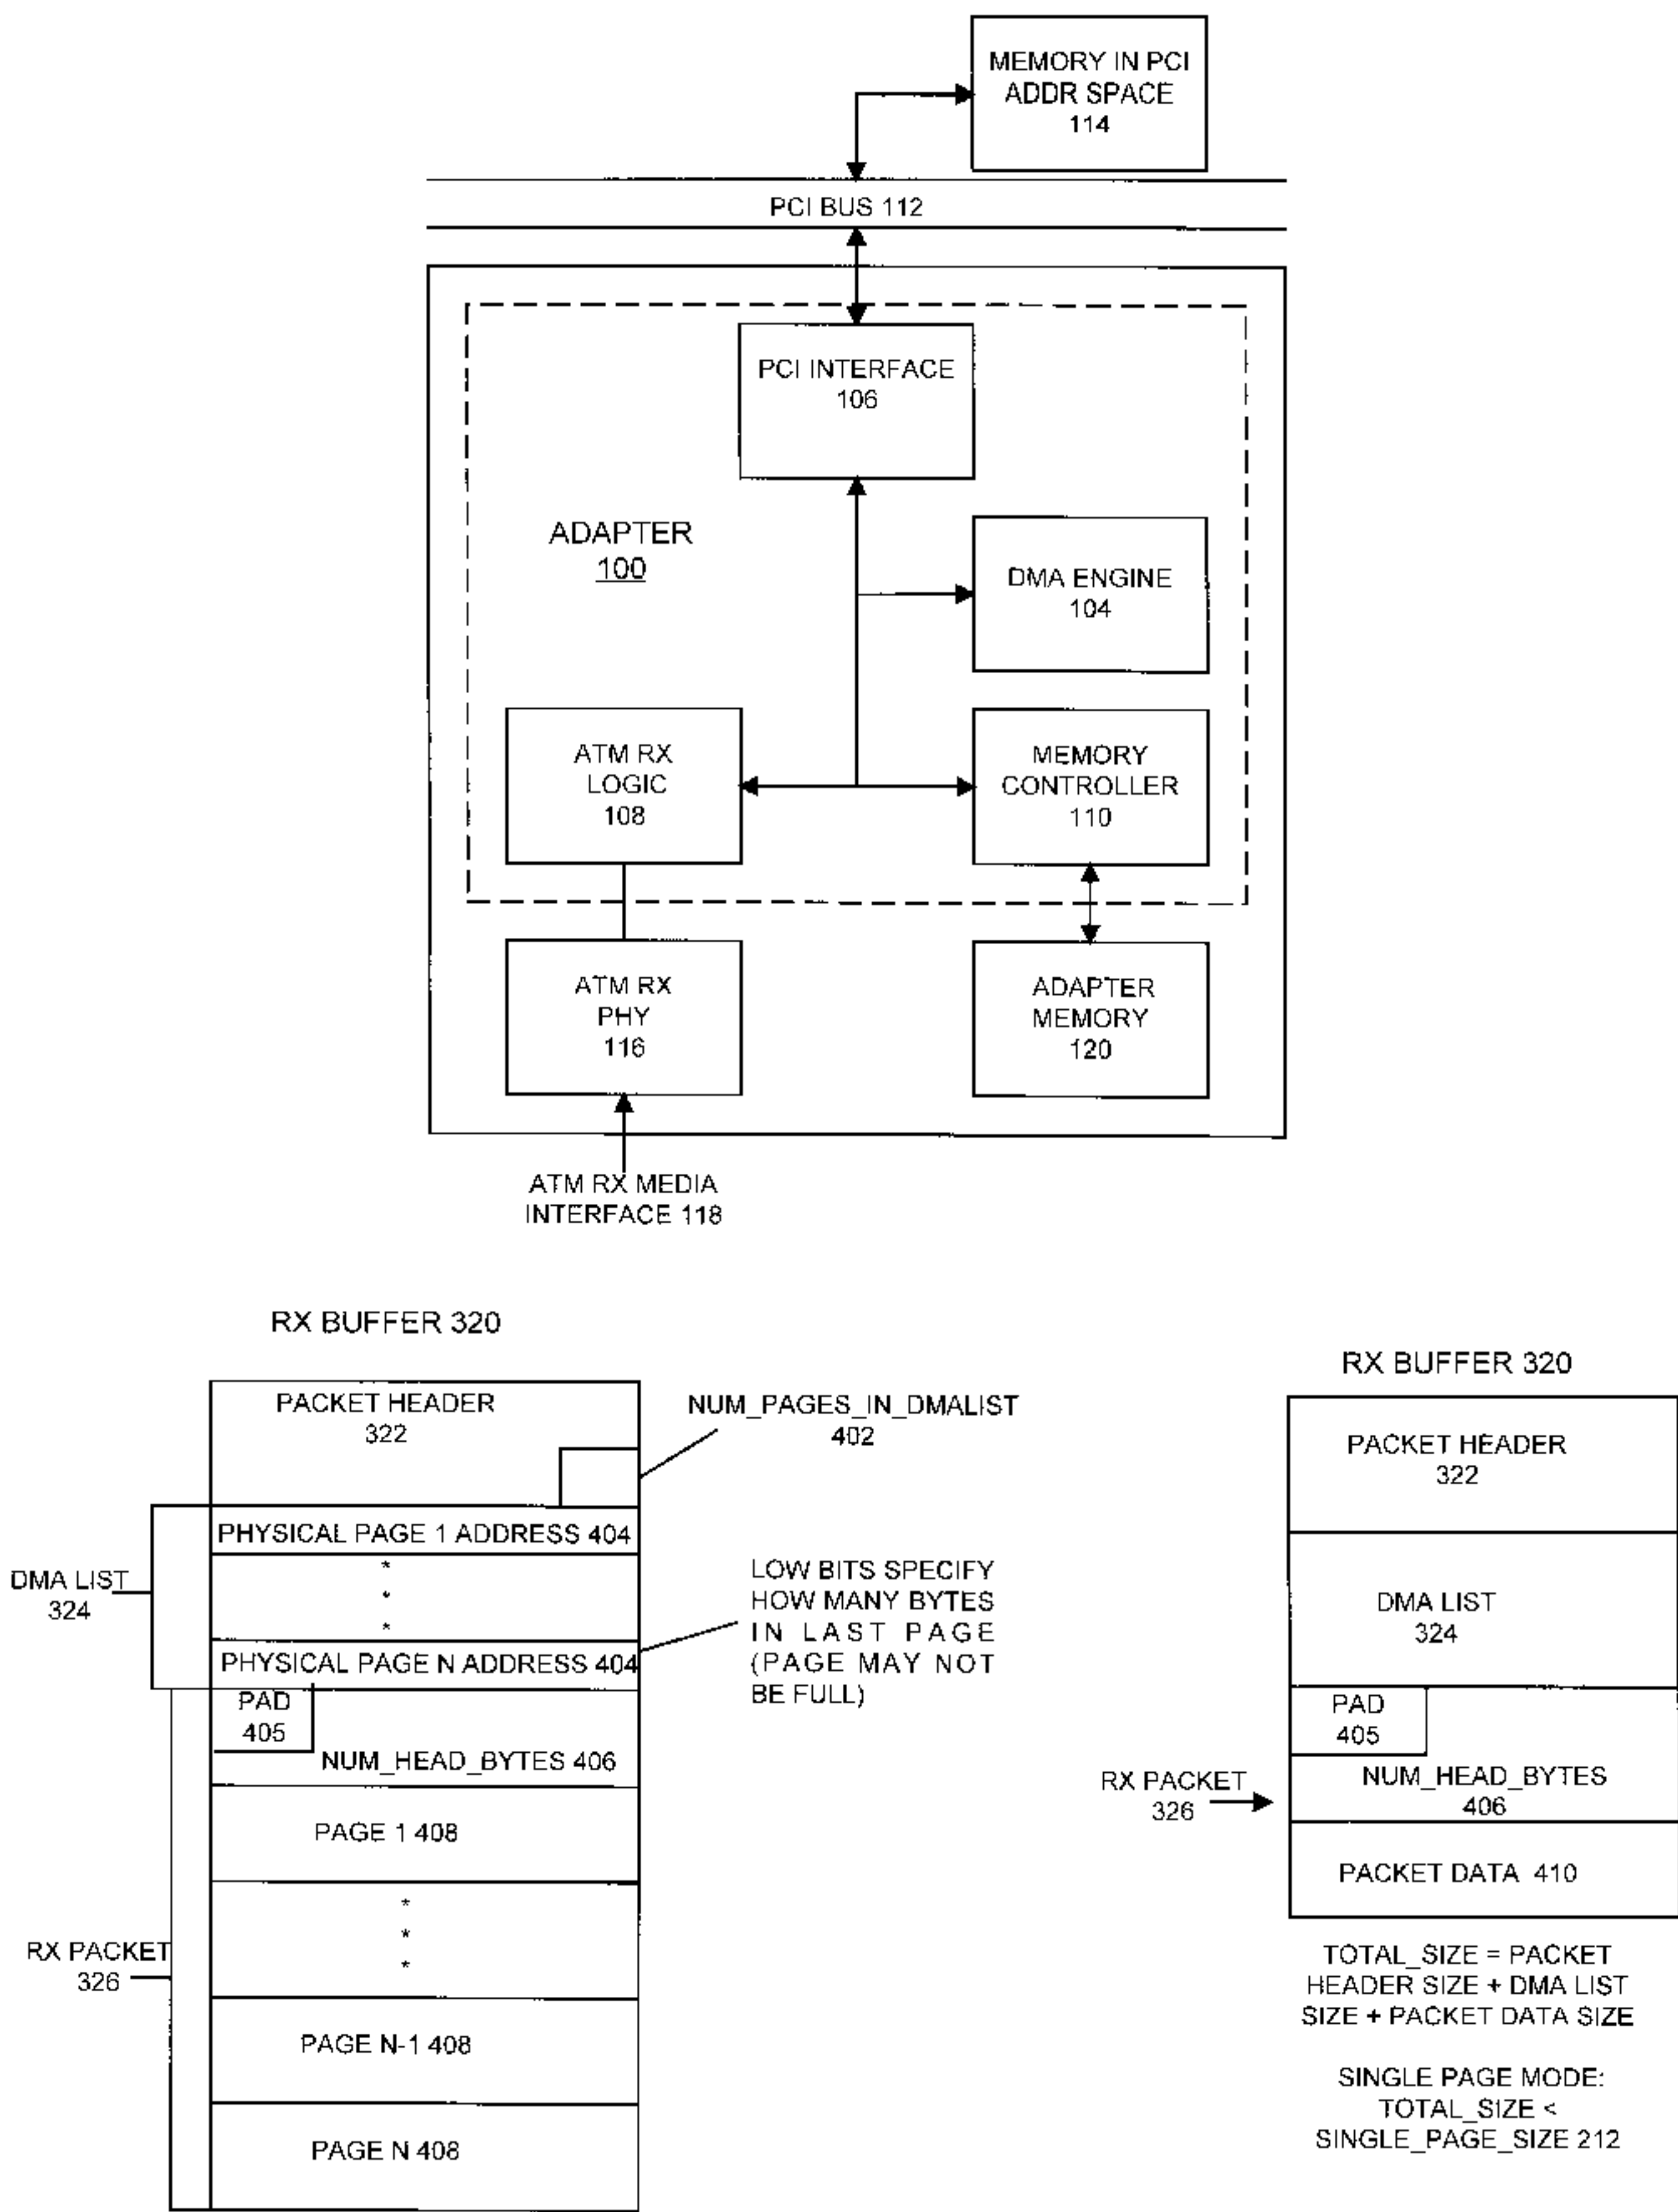 MEMORY IN PCI
ADDR SPACE
114
PCI BUS 112
PCI INTERFACE
106
ADAPTER
100
DMA ENGINE
104
ATM RX
LOGIC
108
MEMORY
CONTROLLER
110
ATM RX
PHY
116
ADAPTER
MEMORY
120
ATM RX MEDIA
INTERFACE 118
RX BUFFER 320
PACKET HEADER
322
NUM_PAGES_IN_DMALIST
402
DMA LIST
324
PHYSICAL PAGE 1 ADDRESS 404
*
*
*
PHYSICAL PAGE N ADDRESS 404
LOW BITS SPECIFY
HOW MANY BYTES
IN LAST PAGE
(PAGE MAY NOT
BE FULL)
PAD
405
NUM_HEAD_BYTES 406
PAGE 1 408
*
*
*
RX PACKET
326
PAGE N-1 408
PAGE N 408
RX BUFFER 320
PACKET HEADER
322
DMA LIST
324
PAD
405
NUM_HEAD_BYTES
406
RX PACKET
326
PACKET DATA 410
TOTAL_SIZE = PACKET
HEADER SIZE + DMA LIST
SIZE + PACKET DATA SIZE
SINGLE PAGE MODE:
TOTAL_SIZE <
SINGLE_PAGE_SIZE 212